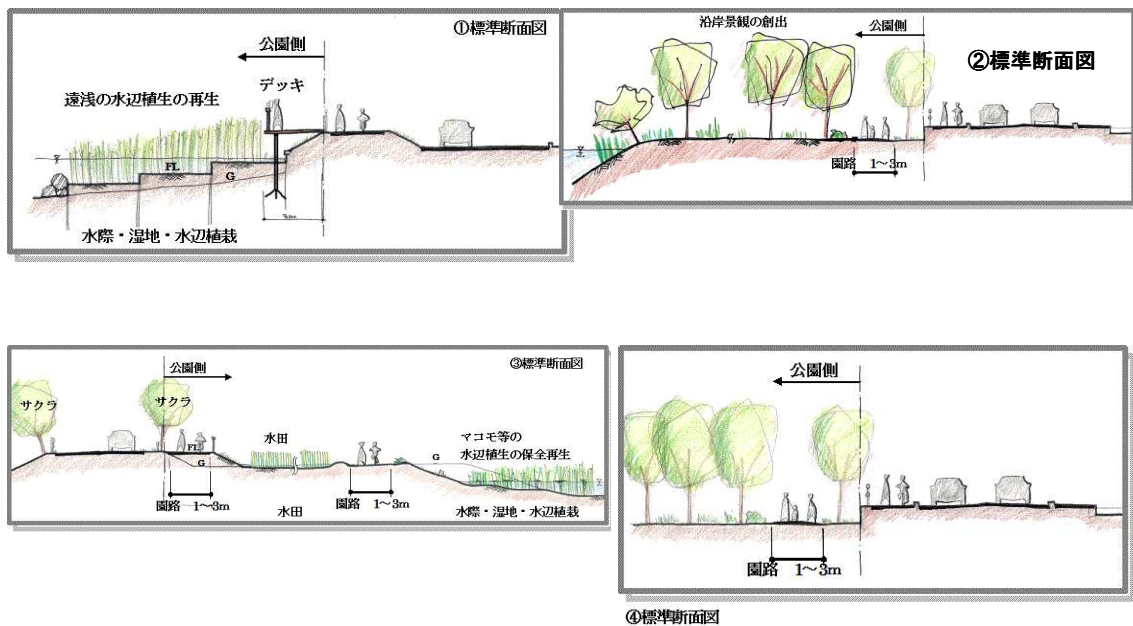 ①標準断面図
公園側
デッキ
遠浅の水辺植生の再生
FL
G
水際・湿地・水辺植栽
沿岸景観の創出
公園側
②標準断面図
園路 1～3m
③標準断面図
公園側
サクラ
サクラ
FL
G
水田
マコモ等の
水辺植生の保全再生
G
園路 1～3m
水田
園路 1～3m
水際・湿地・水辺植栽
公園側
園路 1～3m
④標準断面図